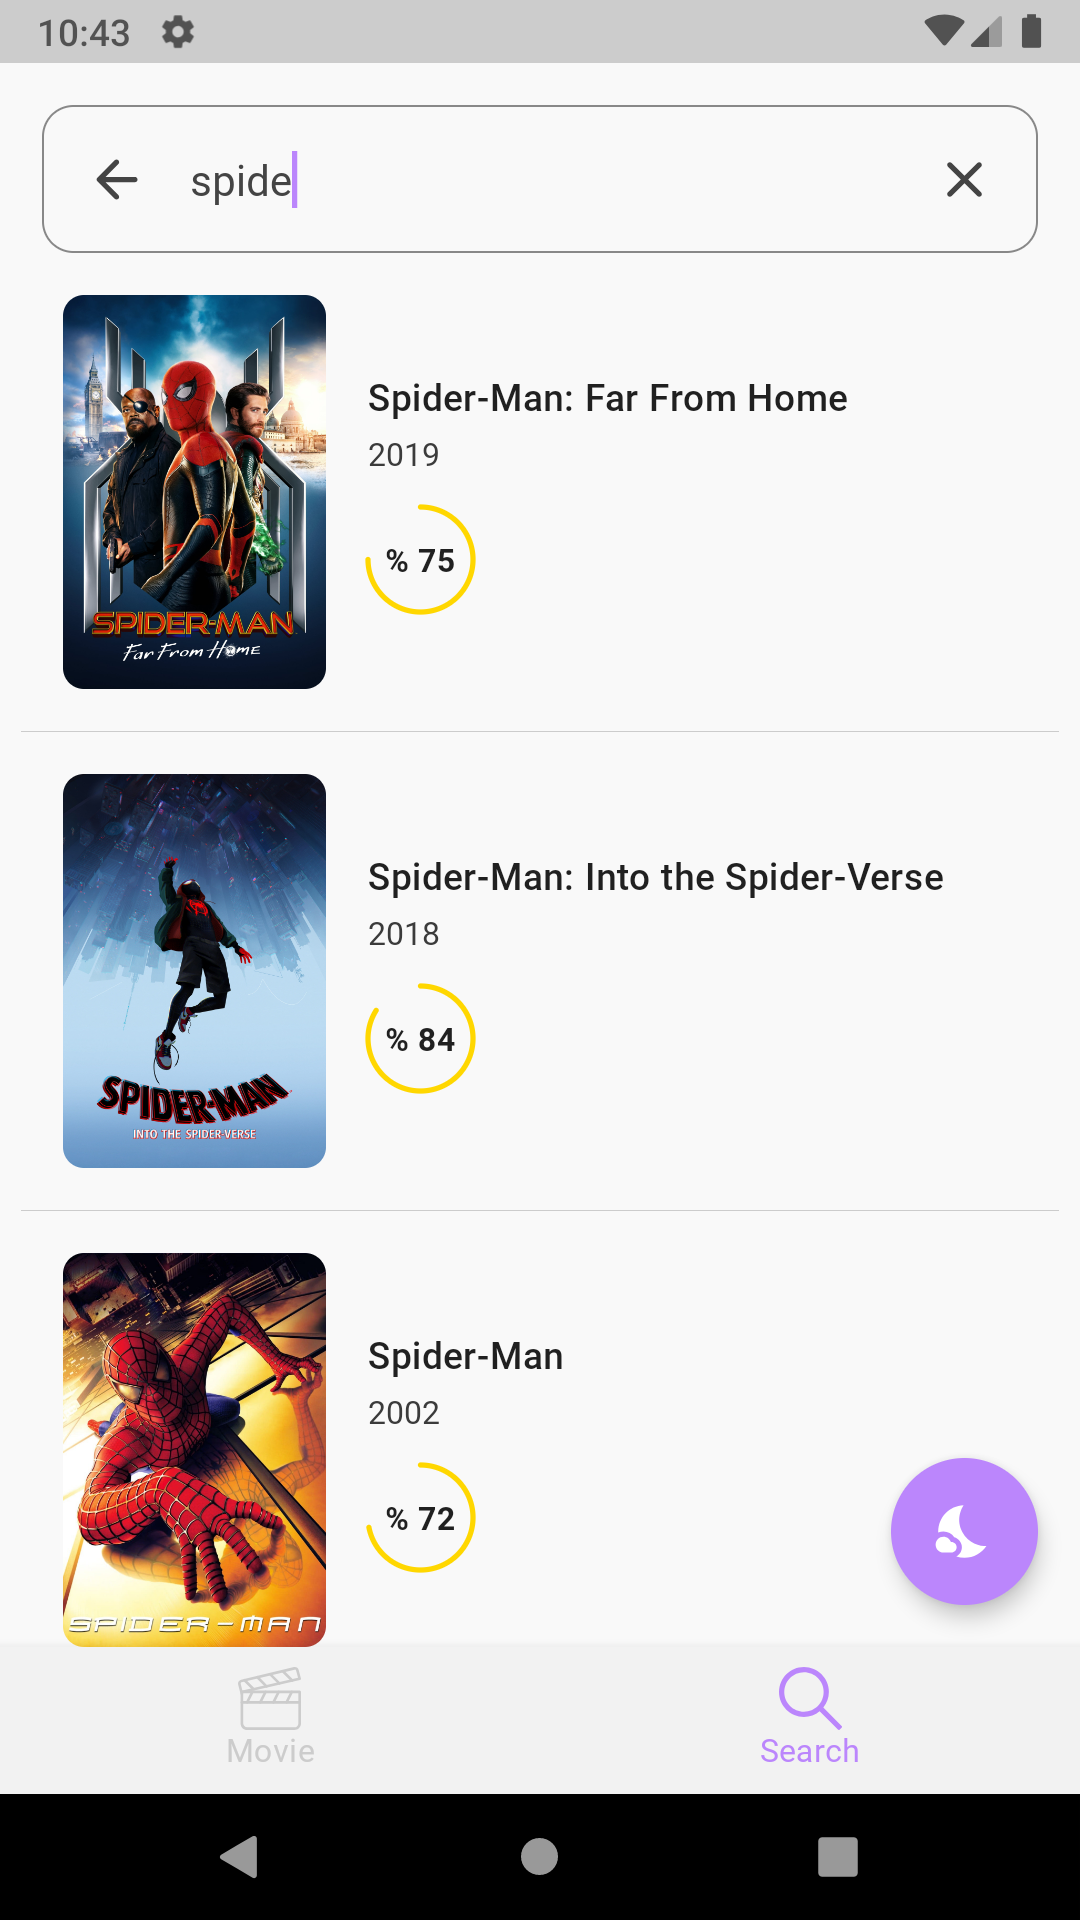 10:43
spide
SPIDER-MAN
Far From Home
Spider-Man: Far From Home
2019
% 75
SPIDER-MAN
INTO THE SPIDER-VERSE
Spider-Man: Into the Spider-Verse
2018
% 84
SPIDER-MAN
Spider-Man
2002
% 72
Movie
Search